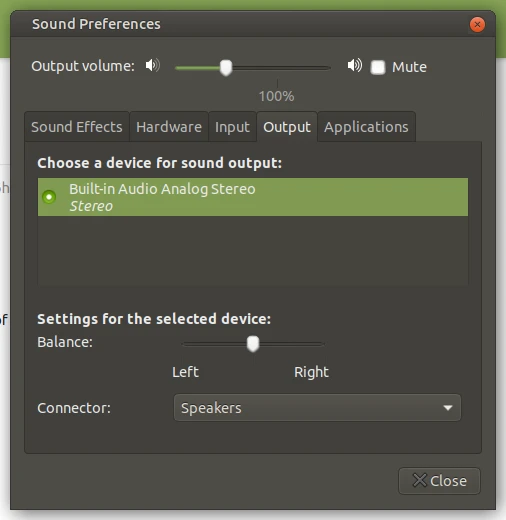 Sound Preferences
Output volume: Mute
100%
Sound Effects Hardware Input Output Applications
Choose a device for sound output:
Built-in Audio Analog Stereo
Stereo
Settings for the selected device:
Balance:
Left Right
Connector: Speakers
Close